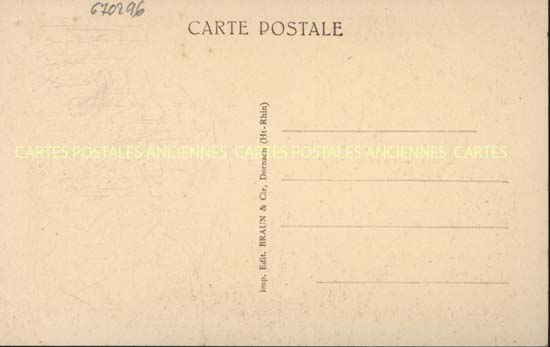 670296
CARTE POSTALE
CARTES POSTALES ANCIENNES CARTES POSTALES ANCIENNES CARTES
imp. Edit. BRAUN & Cie, Dornach (Ht-Rhin)